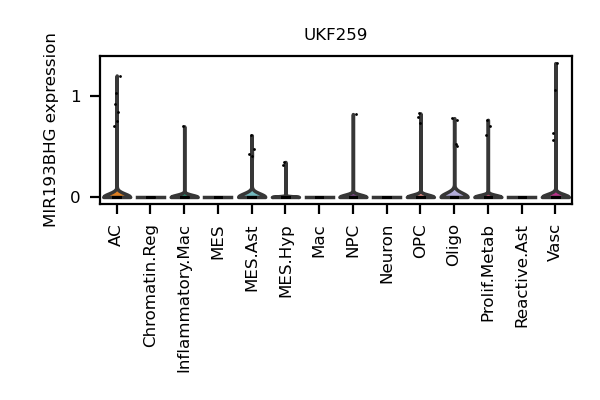 UKF259
MIR193BHG expression
1
0
AC
Chromatin.Reg
Inflammatory.Mac
MES
MES.Ast
MES.Hyp
Mac
NPC
Neuron
OPC
Oligo
Prolif.Metab
Reactive.Ast
Vasc